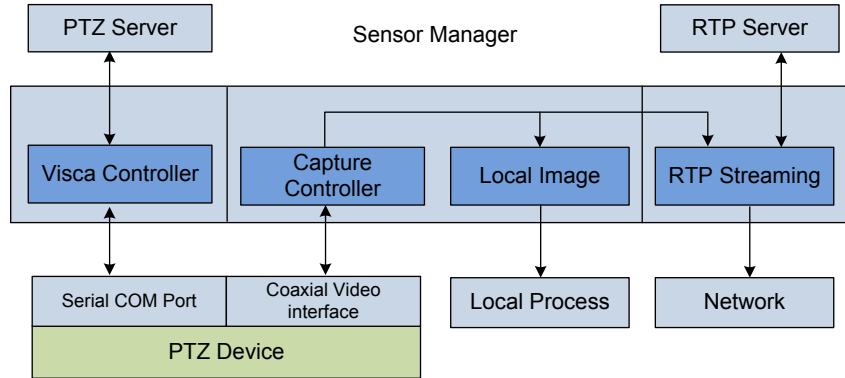 PTZ Server
Sensor Manager
RTP Server
Visca Controller
Capture
Controller
Local Image
RTP Streaming
Serial COM Port
Coaxial Video
interface
Local Process
Network
PTZ Device